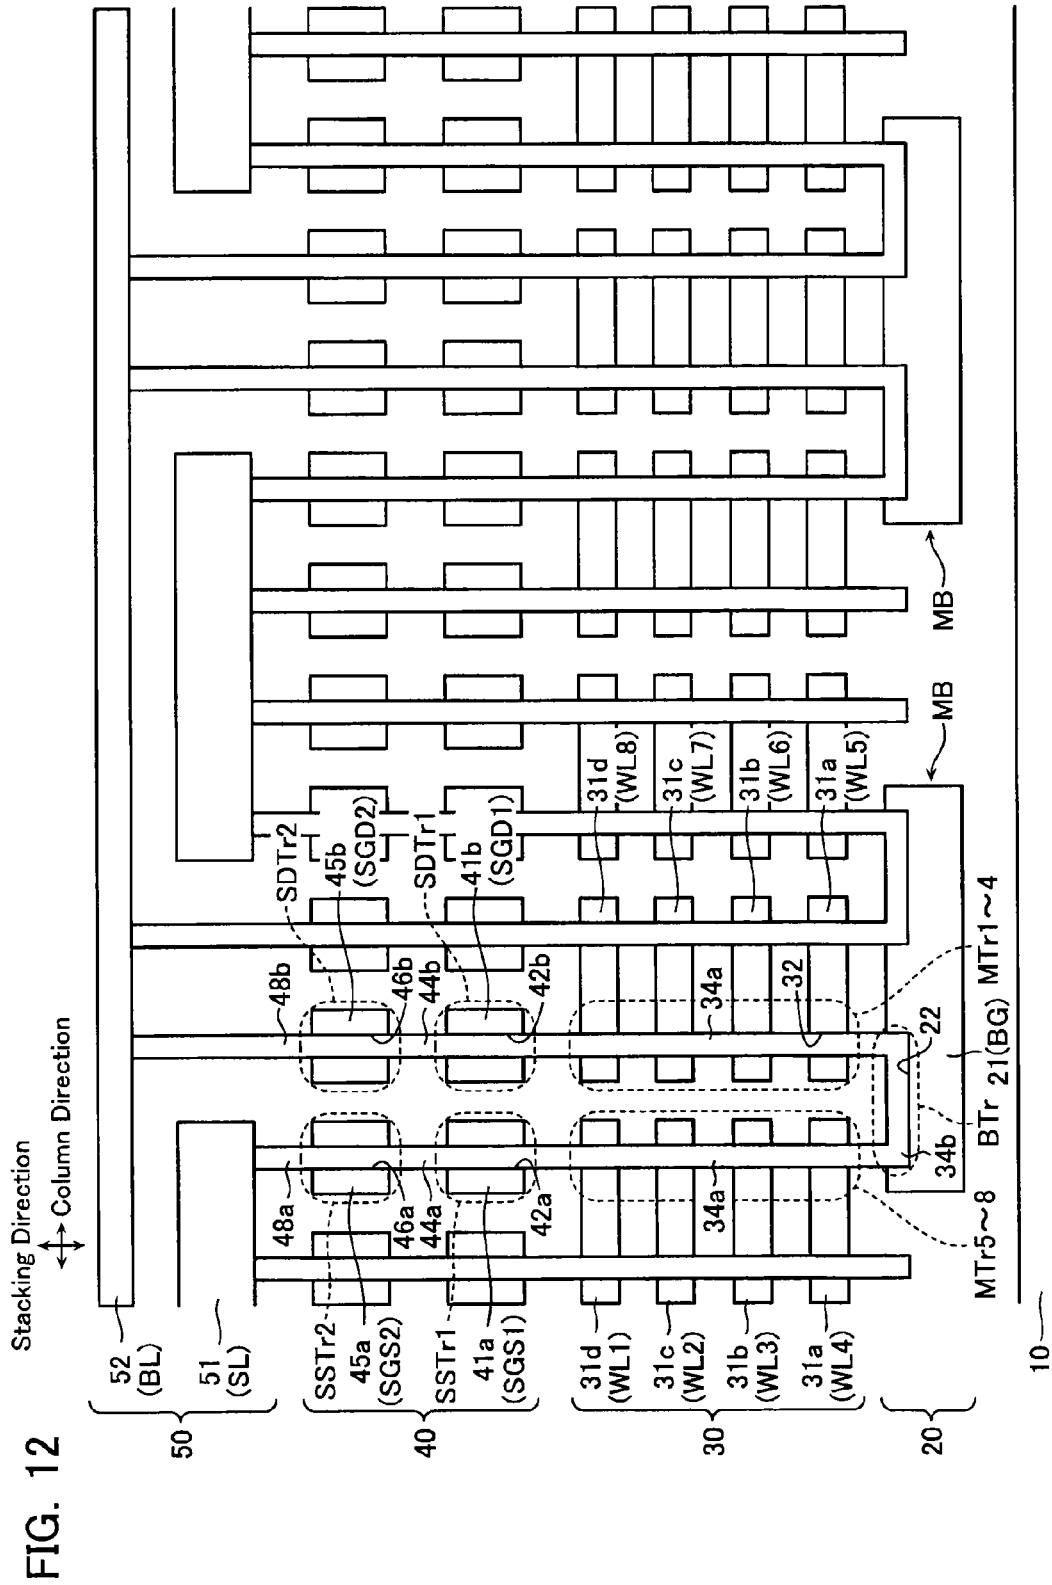 FIG. 12
Stacking Direction
Column Direction
50
52
(BL)
51
(SL)
48a
48b
40
SSTr2
45a
(SGS2)
SSTr1
41a
(SGS1)
46a
44a
42a
SDTr2
45b
(SGD2)
SDTr1
41b
(SGD1)
46b
44b
42b
30
31d
(WL1)
31c
(WL2)
31b
(WL3)
31a
(WL4)
34a
34a
32
31d
(WL8)
31c
(WL7)
31b
(WL6)
31a
(WL5)
20
MTr5~8
34b
BTr
21(BG)
22
MTr1~4
MB
MB
10